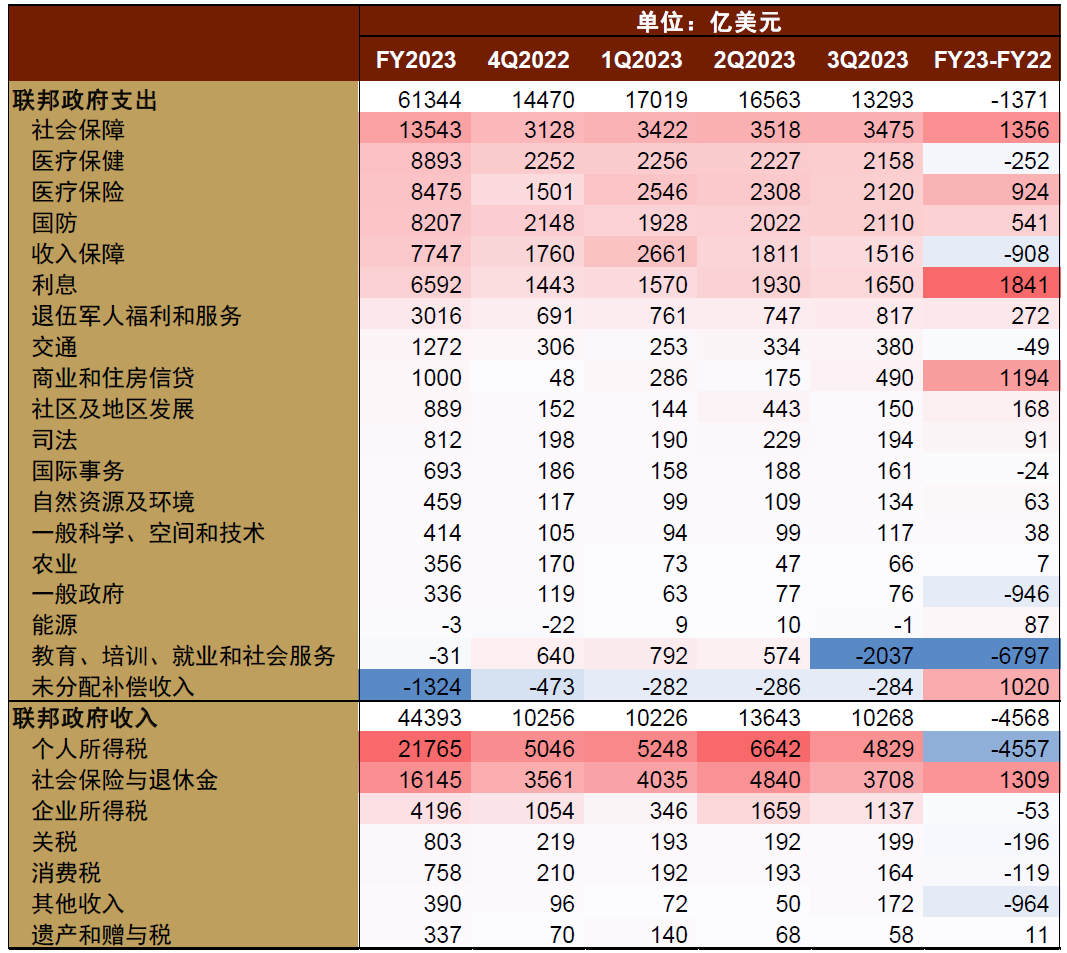 单位：亿美元
FY2023 4Q2022 1Q2023 2Q2023 3Q2023 FY23-FY22
联邦政府支出 61344 14470 17019 16563 13293 -1371
社会保障 13543 3128 3422 3518 3475 1356
医疗保健 8893 2252 2256 2227 2158 -252
医疗保险 8475 1501 2546 2308 2120 924
国防 8207 2148 1928 2022 2110 541
收入保障 7747 1760 2661 1811 1516 -908
利息 6592 1443 1570 1930 1650 1841
退伍军人福利和服务 3016 691 761 747 817 272
交通 1272 306 253 334 380 -49
商业和住房信贷 1000 48 286 175 490 1194
社区及地区发展 889 152 144 443 150 168
司法 812 198 190 229 194 91
国际事务 693 186 158 188 161 -24
自然资源及环境 459 117 99 109 134 63
一般科学、空间和技术 414 105 94 99 117 38
农业 356 170 73 47 66 7
一般政府 336 119 63 77 76 -946
能源 -3 -22 9 10 -1 87
教育、培训、就业和社会服务 -31 640 792 574 -2037 -6797
未分配补偿收入 -1324 -473 -282 -286 -284 1020
联邦政府收入 44393 10256 10226 13643 10268 -4568
个人所得税 21765 5046 5248 6642 4829 -4557
社会保险与退休金 16145 3561 4035 4840 3708 1309
企业所得税 4196 1054 346 1659 1137 -53
关税 803 219 193 192 199 -196
消费税 758 210 192 193 164 -119
其他收入 390 96 72 50 172 -964
遗产和赠与税 337 70 140 68 58 11